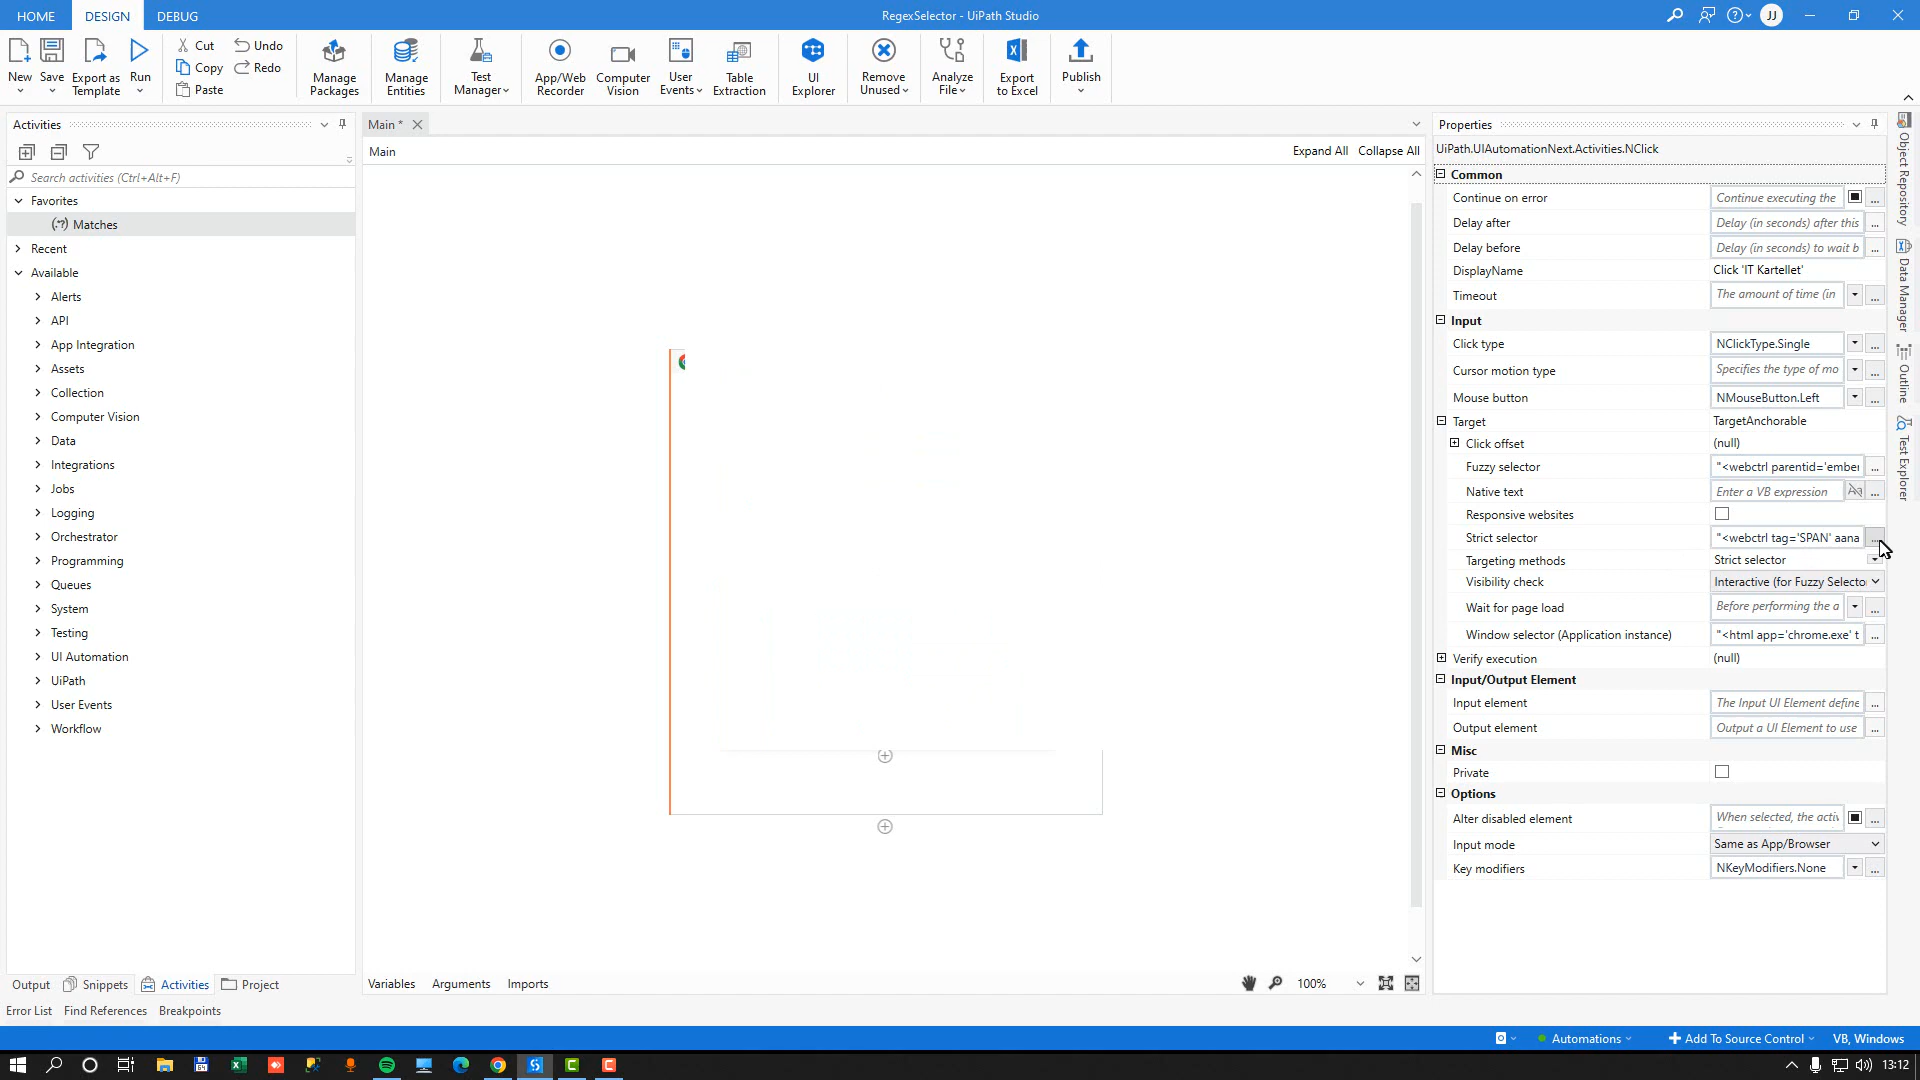 HOME DESIGN DEBUG
RegexSelector - UiPath Studio
JJ
New
Save
Export as Template
Run
Cut
Copy
Paste
Undo
Redo
Manage Packages
Manage Entities
Test Manager
App/Web Recorder
Computer Vision
User Events
Table Extraction
UI Explorer
Remove Unused
Analyze File
Export to Excel
Publish
Activities
Search activities (Ctrl+Alt+F)
Favorites
Matches
Recent
Available
Alerts
API
App Integration
Assets
Collection
Computer Vision
Data
Integrations
Jobs
Logging
Orchestrator
Programming
Queues
System
Testing
UI Automation
UiPath
User Events
Workflow
Output Snippets Activities Project
Error List Find References Breakpoints
Main *
Main
Expand All Collapse All
Variables Arguments Imports
100%
Properties
UiPath.UIAutomationNext.Activities.NClick
Common
Continue on error Continue executing the
Delay after Delay (in seconds) after this
Delay before Delay (in seconds) to wait b
DisplayName Click 'IT Kartellet'
Timeout The amount of time (in
Input
Click type NClickType.Single
Cursor motion type Specifies the type of mo
Mouse button NMouseButton.Left
Target TargetAnchorable
Click offset (null)
Fuzzy selector "<webctrl parentid='ember
Native text Enter a VB expression
Responsive websites
Strict selector "<webctrl tag='SPAN' aana
Targeting methods Strict selector
Visibility check Interactive (for Fuzzy Selecto
Wait for page load Before performing the a
Window selector (Application instance) "<html app='chrome.exe' t
Verify execution (null)
Input/Output Element
Input element The Input UI Element define
Output element Output a UI Element to use
Misc
Private
Options
Alter disabled element When selected, the activ
Input mode Same as App/Browser
Key modifiers NKeyModifiers.None
Object Repository
Data Manager
Outline
Test Explorer
Automations
Add To Source Control
VB, Windows
13:12